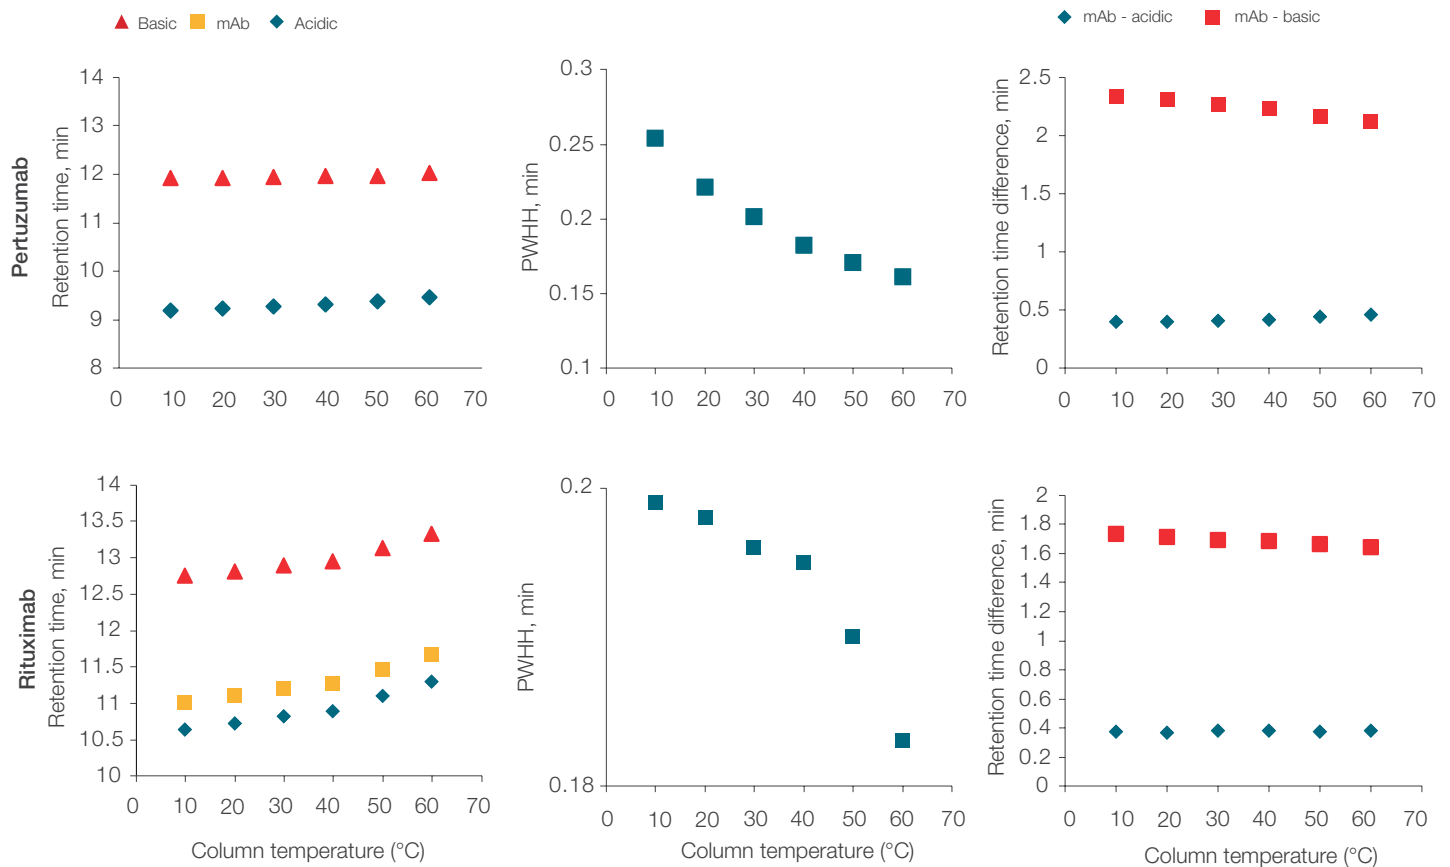 Basic mAb Acidic
mAb - acidic mAb - basic
Pertuzumab
Retention time, min
14
13
12
11
10
9
8
0 10 20 30 40 50 60 70
PWHH, min
0.3
0.25
0.2
0.15
0.1
0 10 20 30 40 50 60 70
Retention time difference, min
2.5
2
1.5
1
0.5
0
0 10 20 30 40 50 60 70
Rituximab
Retention time, min
14
13.5
13
12.5
12
11.5
11
10.5
10
0 10 20 30 40 50 60 70
Column temperature (°C)
PWHH, min
0.2
0.18
0 10 20 30 40 50 60 70
Column temperature (°C)
Retention time difference, min
2
1.8
1.6
1.4
1.2
1
0.8
0.6
0.4
0.2
0
0 10 20 30 40 50 60 70
Column temperature (°C)